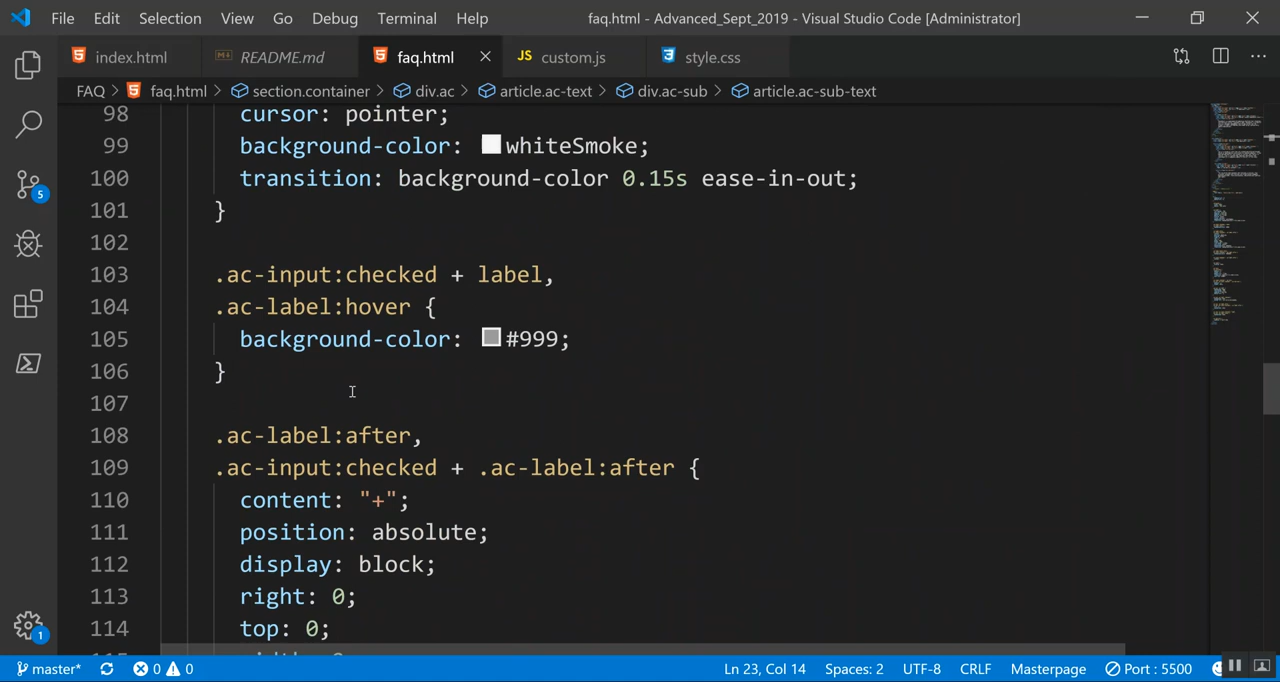 File Edit Selection View Go Debug Terminal Help faq.html - Advanced_Sept_2019 - Visual Studio Code [Administrator]
index.html README.md faq.html JS custom.js style.css
FAQ > faq.html > section.container > div.ac > article.ac-text > div.ac-sub > article.ac-sub-text
98 cursor: pointer;
99 background-color: whiteSmoke;
100 transition: background-color 0.15s ease-in-out;
101 }
102
103 .ac-input:checked + label,
104 .ac-label:hover {
105 background-color: #999;
106 }
107
108 .ac-label:after,
109 .ac-input:checked + .ac-label:after {
110 content: "+";
111 position: absolute;
112 display: block;
113 right: 0;
114 top: 0;
5
1
master* 0 0 Ln 23, Col 14 Spaces: 2 UTF-8 CRLF Masterpage Port : 5500